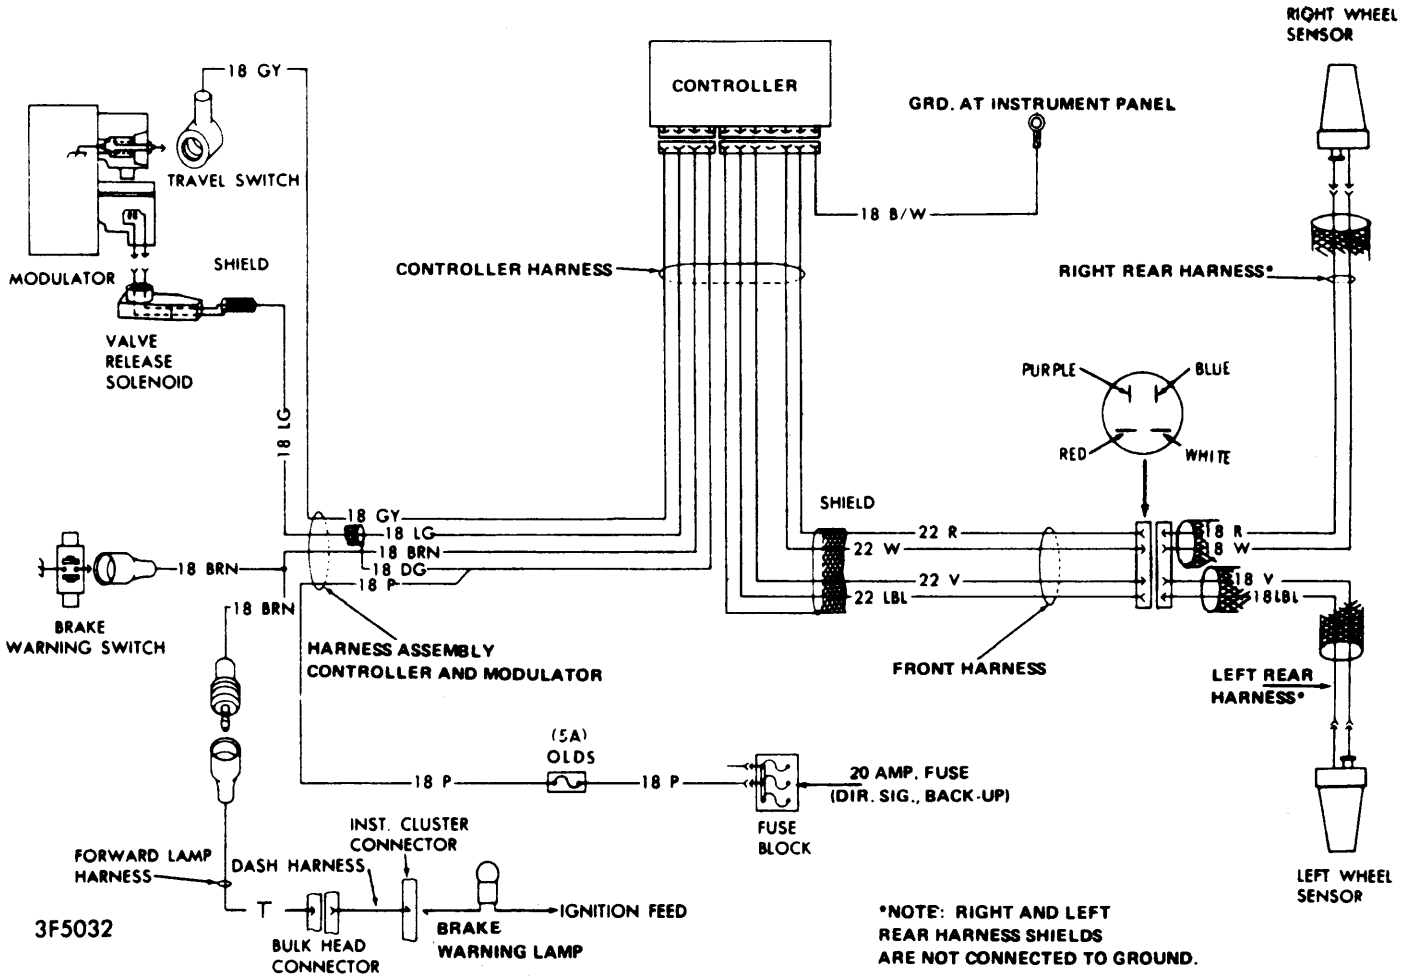 RIGHT WHEEL
SENSOR
18 GY
CONTROLLER
GRD. AT INSTRUMENT PANEL
TRAVEL SWITCH
18 B/W
MODULATOR
SHIELD
CONTROLLER HARNESS
RIGHT REAR HARNESS*
VALVE
RELEASE
SOLENOID
PURPLE
BLUE
RED
WHITE
18 LG
SHIELD
18 GY
18 LG
18 BRN
18 DG
18 P
22 R
22 W
22 V
22 LBL
18 R
18 W
18 V
18LBL
18 BRN
18 BRN
BRAKE
WARNING SWITCH
HARNESS ASSEMBLY
CONTROLLER AND MODULATOR
FRONT HARNESS
LEFT REAR
HARNESS*
(5A)
OLDS
18 P
18 P
20 AMP. FUSE
(DIR. SIG., BACK-UP)
FUSE
BLOCK
INST. CLUSTER
CONNECTOR
FORWARD LAMP
HARNESS
DASH HARNESS
LEFT WHEEL
SENSOR
T
IGNITION FEED
BRAKE
WARNING LAMP
BULK HEAD
CONNECTOR
3F5032
*NOTE: RIGHT AND LEFT
REAR HARNESS SHIELDS
ARE NOT CONNECTED TO GROUND.